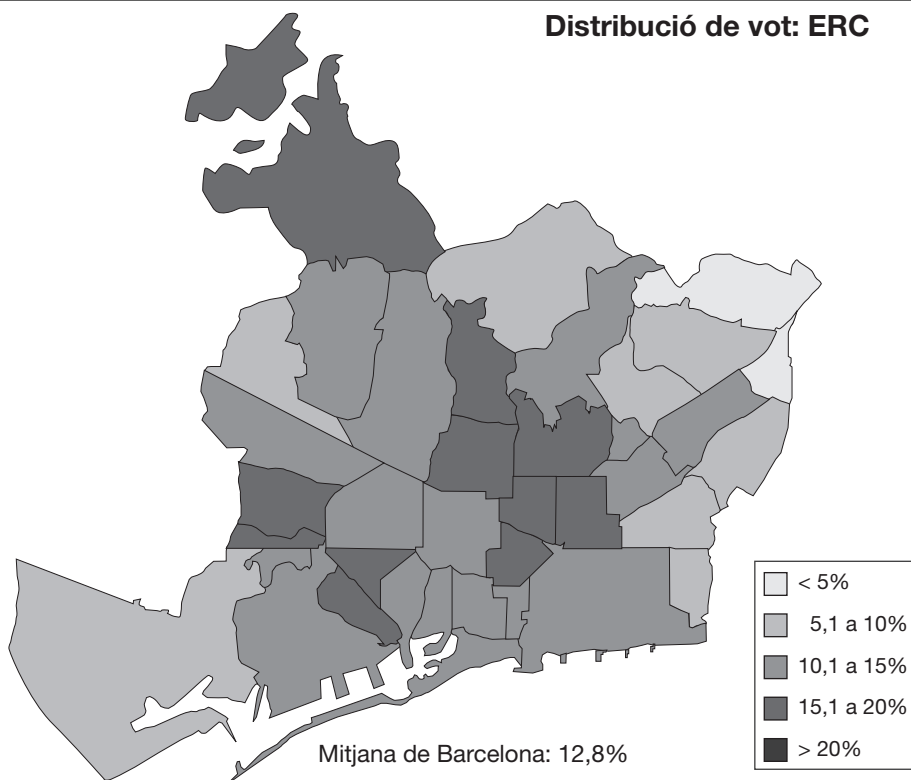 Distribució de vot: ERC
< 5%
5,1 a 10%
10,1 a 15%
15,1 a 20%
> 20%
Mitjana de Barcelona: 12,8%